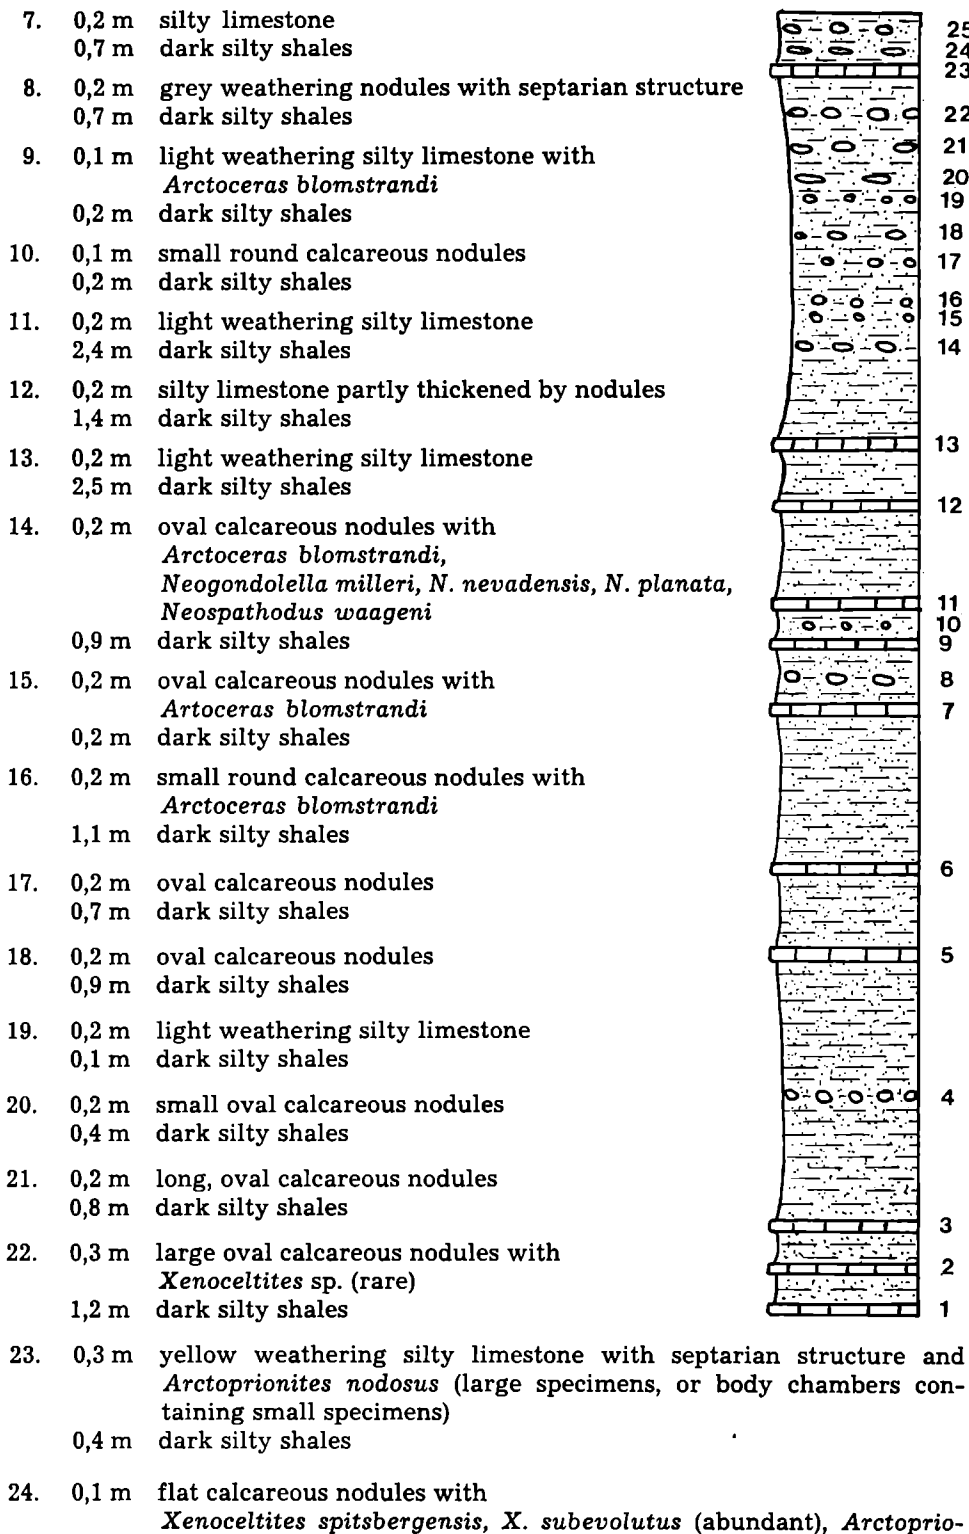 7. 0,2 m silty limestone
0,7 m dark silty shales
8. 0,2 m grey weathering nodules with septarian structure
0,7 m dark silty shales
9. 0,1 m light weathering silty limestone with
Arctoceras blomstrandi
0,2 m dark silty shales
10. 0,1 m small round calcareous nodules
0,2 m dark silty shales
11. 0,2 m light weathering silty limestone
2,4 m dark silty shales
12. 0,2 m silty limestone partly thickened by nodules
1,4 m dark silty shales
13. 0,2 m light weathering silty limestone
2,5 m dark silty shales
14. 0,2 m oval calcareous nodules with
Arctoceras blomstrandi,
Neogondolella milleri, N. nevadensis, N. planata,
Neospathodus waageni
0,9 m dark silty shales
15. 0,2 m oval calcareous nodules with
Artoceras blomstrandi
0,2 m dark silty shales
16. 0,2 m small round calcareous nodules with
Arctoceras blomstrandi
1,1 m dark silty shales
17. 0,2 m oval calcareous nodules
0,7 m dark silty shales
18. 0,2 m oval calcareous nodules
0,9 m dark silty shales
19. 0,2 m light weathering silty limestone
0,1 m dark silty shales
20. 0,2 m small oval calcareous nodules
0,4 m dark silty shales
21. 0,2 m long, oval calcareous nodules
0,8 m dark silty shales
22. 0,3 m large oval calcareous nodules with
Xenoceltites sp. (rare)
1,2 m dark silty shales
23. 0,3 m yellow weathering silty limestone with septarian structure and
Arctoprionites nodosus (large specimens, or body chambers con-
taining small specimens)
0,4 m dark silty shales
24. 0,1 m flat calcareous nodules with
Xenoceltites spitsbergensis, X. subevolutus (abundant), Arctoprio-
25
24
23
22
21
20
19
18
17
16
15
14
13
12
11
10
9
8
7
6
5
4
3
2
1